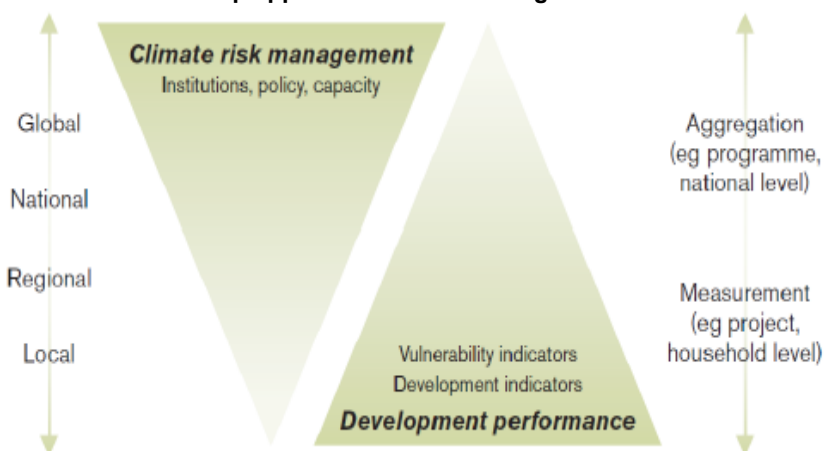 Climate risk management
Institutions, policy, capacity
Global
National
Regional
Local
Aggregation
(eg programme,
national level)
Measurement
(eg project,
household level)
Vulnerability indicators
Development indicators
Development performance